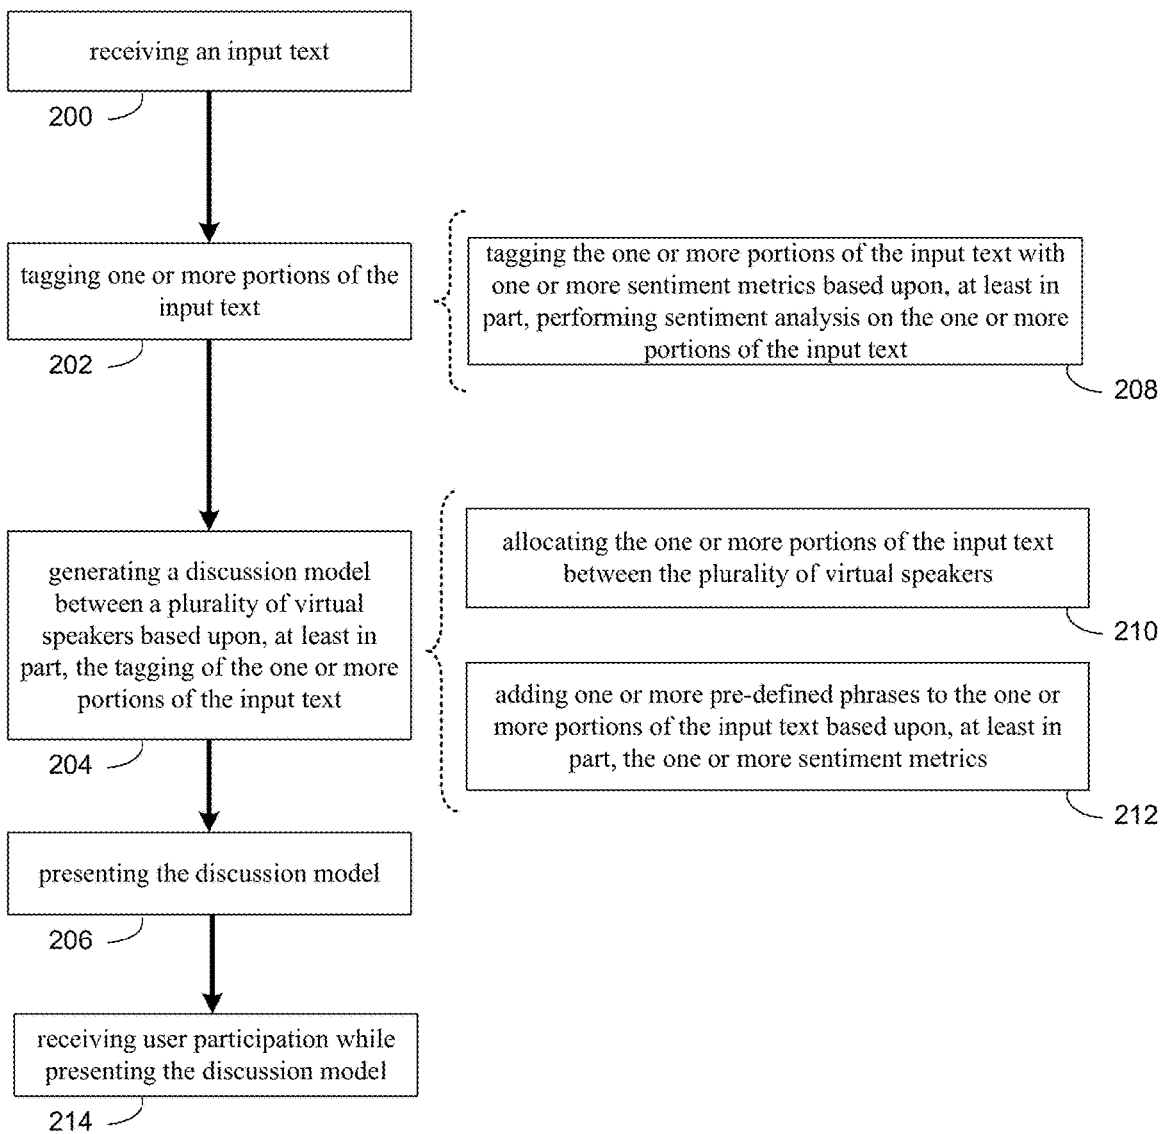 receiving an input text
200
tagging one or more portions of the
input text
202
tagging the one or more portions of the input text with
one or more sentiment metrics based upon, at least in
part, performing sentiment analysis on the one or more
portions of the input text
208
generating a discussion model
between a plurality of virtual
speakers based upon, at least in
part, the tagging of the one or more
portions of the input text
204
allocating the one or more portions of the input text
between the plurality of virtual speakers
210
adding one or more pre-defined phrases to the one or
more portions of the input text based upon, at least in
part, the one or more sentiment metrics
212
presenting the discussion model
206
receiving user participation while
presenting the discussion model
214